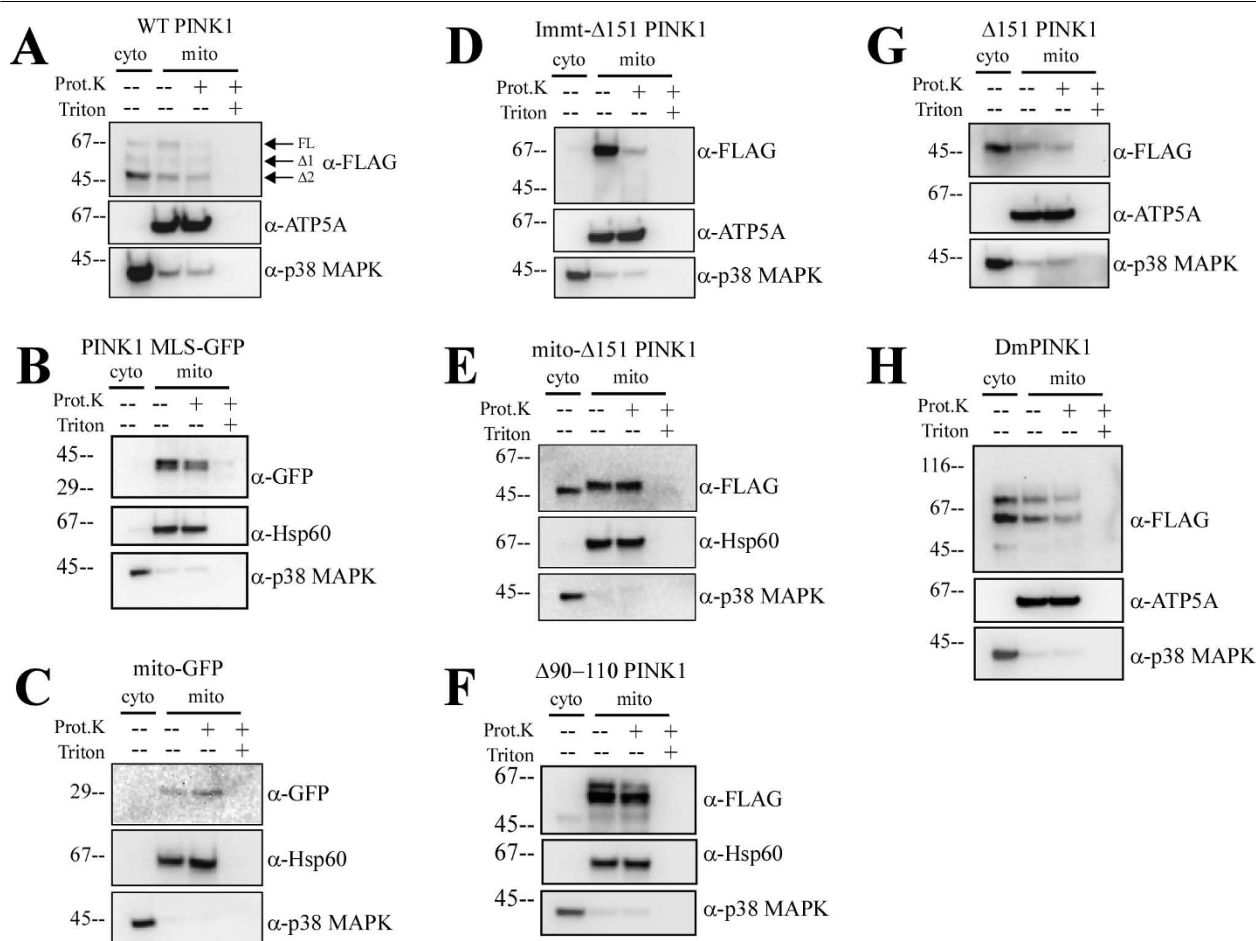 A
WT PINK1
cyto mito
Prot.K -- -- + +
Triton -- -- -- +
67-- FL
Δ1 α-FLAG
45-- Δ2
67-- α-ATP5A
45-- α-p38 MAPK
B
PINK1 MLS-GFP
cyto mito
Prot.K -- -- + +
Triton -- -- -- +
45--
29-- α-GFP
67-- α-Hsp60
45-- α-p38 MAPK
C
mito-GFP
cyto mito
Prot.K -- -- + +
Triton -- -- -- +
29-- α-GFP
67-- α-Hsp60
45-- α-p38 MAPK
D
Immt-Δ151 PINK1
cyto mito
Prot.K -- -- + +
Triton -- -- -- +
67-- α-FLAG
45--
67-- α-ATP5A
45-- α-p38 MAPK
E
mito-Δ151 PINK1
cyto mito
Prot.K -- -- + +
Triton -- -- -- +
67--
45-- α-FLAG
67-- α-Hsp60
45-- α-p38 MAPK
F
Δ90–110 PINK1
cyto mito
Prot.K -- -- + +
Triton -- -- -- +
67-- α-FLAG
45--
67-- α-Hsp60
45-- α-p38 MAPK
G
Δ151 PINK1
cyto mito
Prot.K -- -- + +
Triton -- -- -- +
45-- α-FLAG
67-- α-ATP5A
45-- α-p38 MAPK
H
DmPINK1
cyto mito
Prot.K -- -- + +
Triton -- -- -- +
116--
67-- α-FLAG
45--
67-- α-ATP5A
45-- α-p38 MAPK